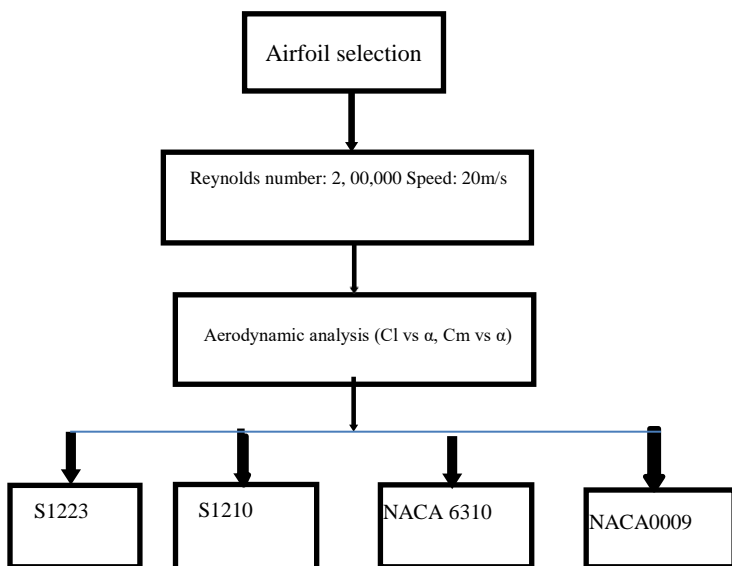 Airfoil selection
Reynolds number: 2, 00,000 Speed: 20m/s
Aerodynamic analysis (Cl vs α, Cm vs α)
S1223
S1210
NACA 6310
NACA0009